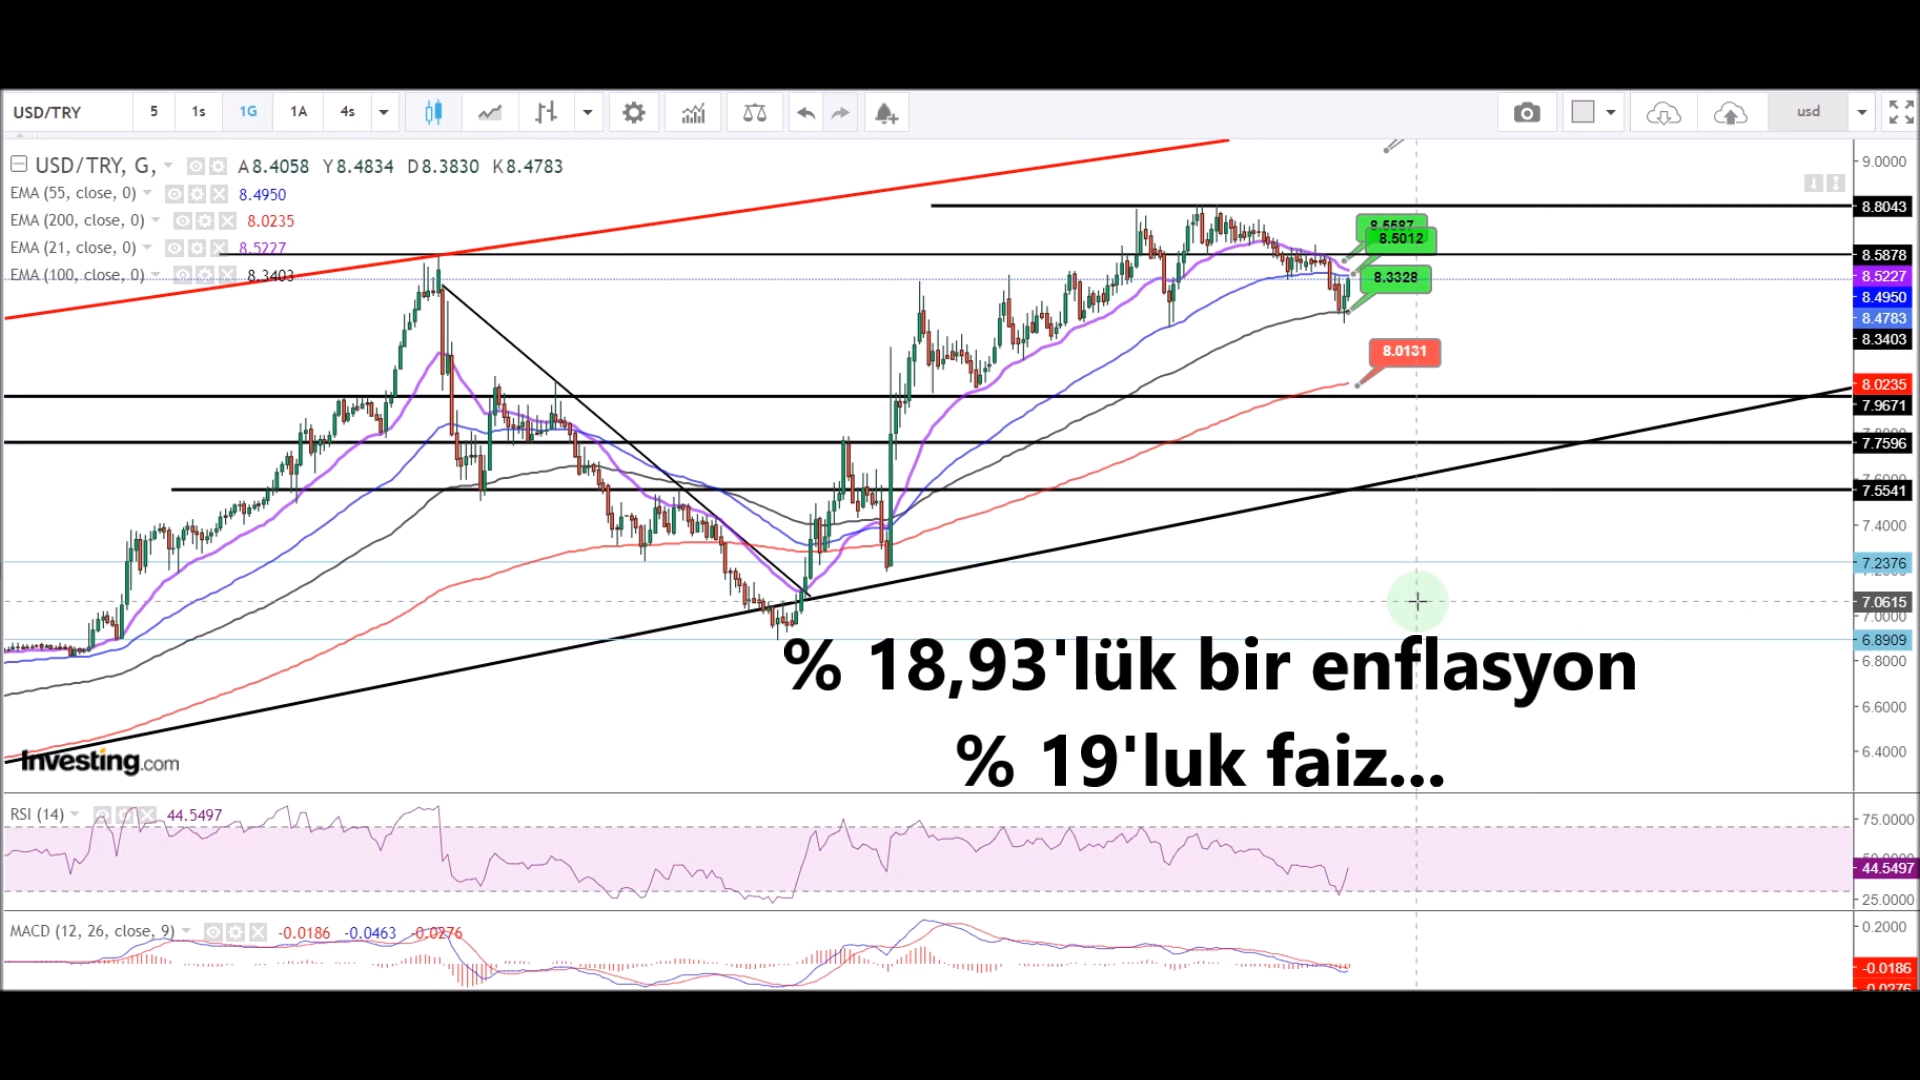 USD/TRY 5 1s 1G 1A 4s usd
USD/TRY, G, A8.4058 Y8.4834 D8.3830 K8.4783
EMA (55, close, 0) 8.4950
EMA (200, close, 0) 8.0235
EMA (21, close, 0) 8.5227
EMA (100, close, 0) 8.3403
8.5012
8.3328
8.0131
9.0000
8.8043
8.5878
8.5227
8.4950
8.4783
8.3403
8.0235
7.9671
7.7596
7.5541
7.4000
7.2376
7.0615
7.0000
6.8909
6.8000
6.6000
6.4000
% 18,93'lük bir enflasyon
% 19'luk faiz...
Investing.com
RSI (14) 44.5497
75.0000
44.5497
25.0000
MACD (12, 26, close, 9) -0.0186 -0.0463 -0.0276
0.2000
-0.0186